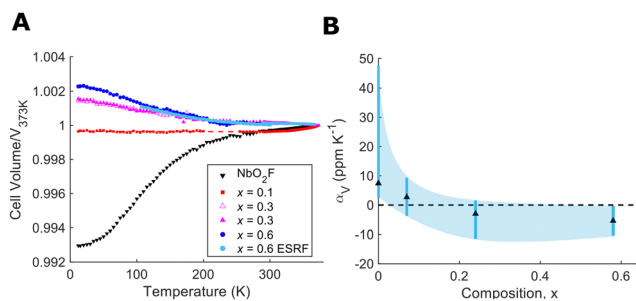 A
Cell Volume/V373K
1.004
1.002
1
0.998
0.996
0.994
0.992
0
100
200
300
Temperature (K)
NbO2F
x = 0.1
x = 0.3
x = 0.3
x = 0.6
x = 0.6 ESRF
B
αV (ppm K-1)
50
40
30
20
10
0
-10
-20
0
0.2
0.4
0.6
Composition, x